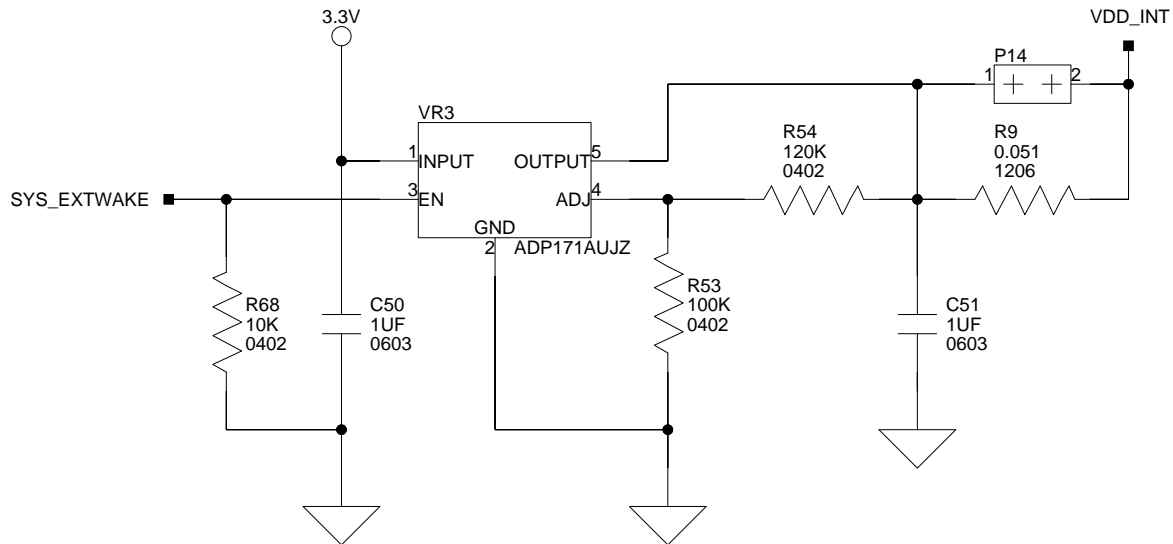 3.3V
VDD_INT
P14
1
2
VR3
1
INPUT
OUTPUT
5
3
EN
ADJ
4
GND
2
ADP171AUJZ
SYS_EXTWAKE
R54
120K
0402
R9
0.051
1206
R68
10K
0402
C50
1UF
0603
R53
100K
0402
C51
1UF
0603